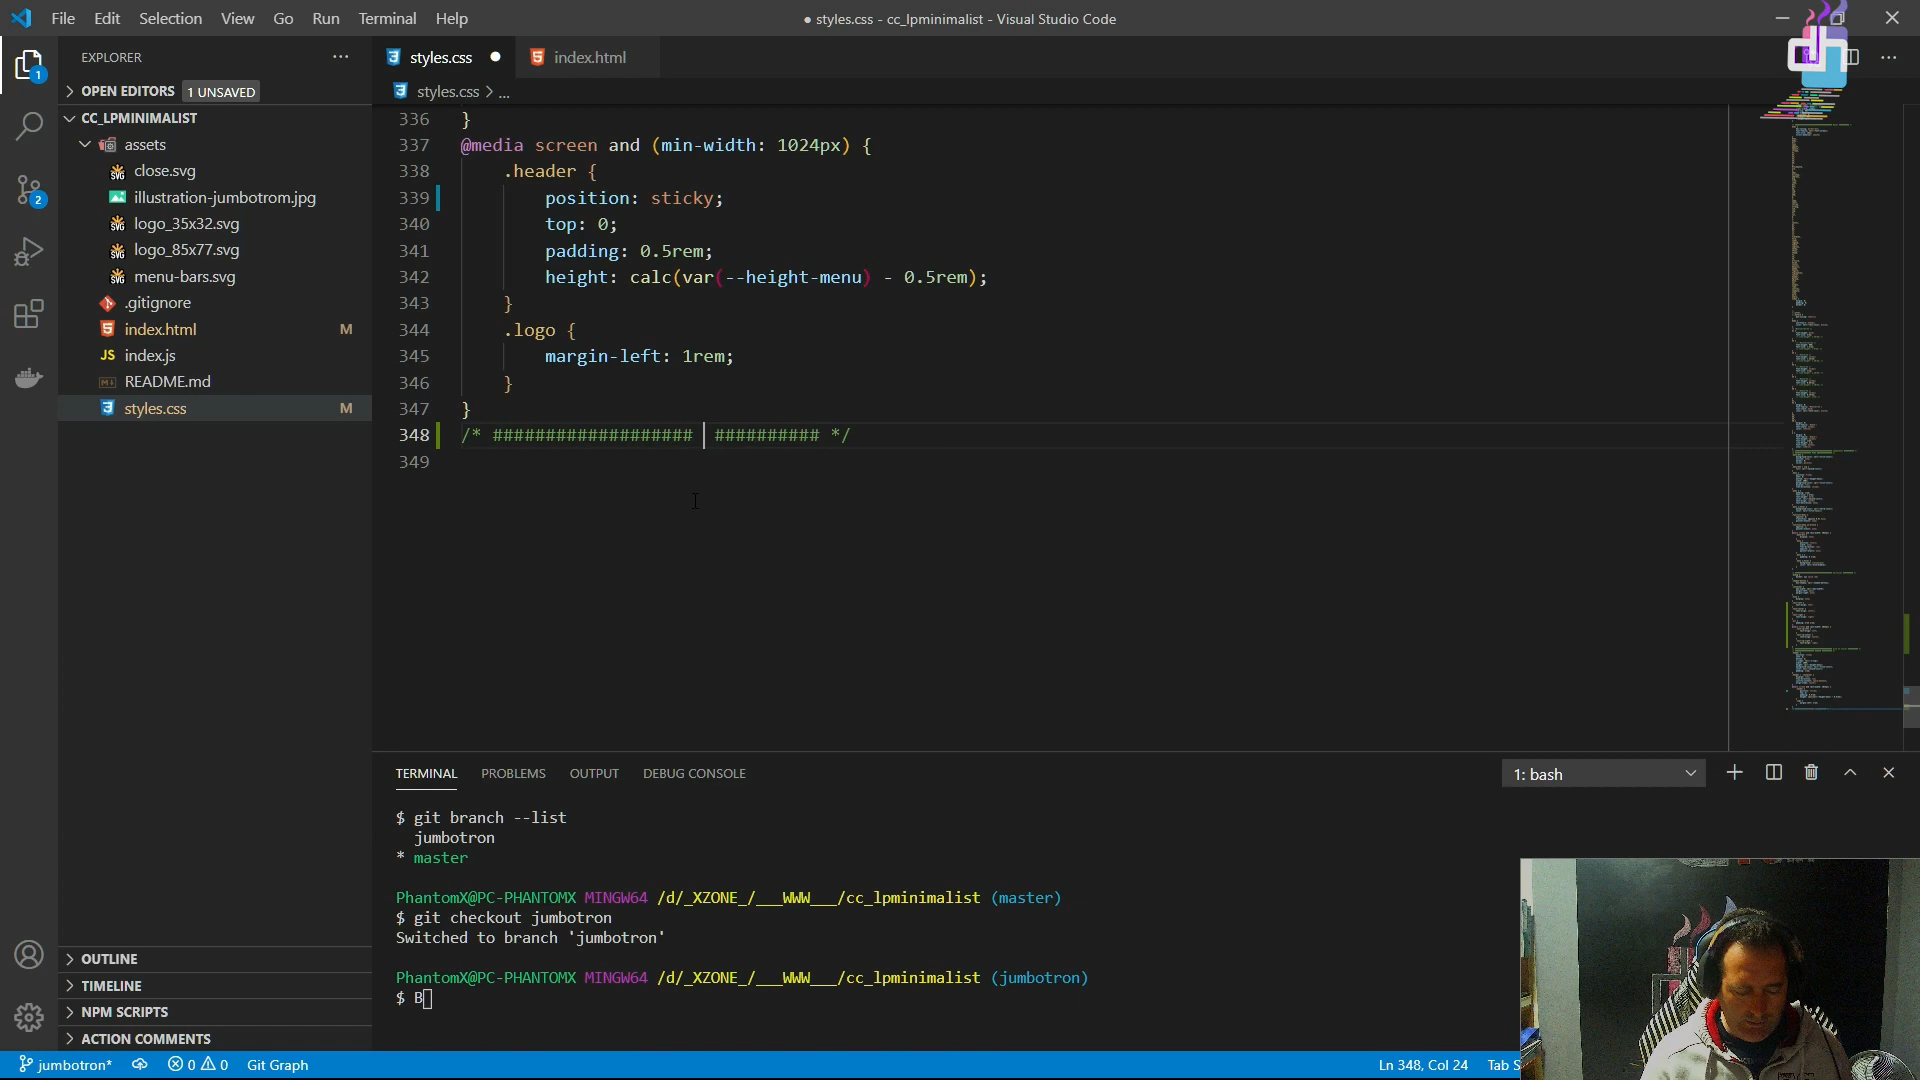 File Edit Selection View Go Run Terminal Help
● styles.css - cc_lpminimalist - Visual Studio Code
EXPLORER
OPEN EDITORS 1 UNSAVED
CC_LPMINIMALIST
assets
close.svg
illustration-jumbotrom.jpg
logo_35x32.svg
logo_85x77.svg
menu-bars.svg
.gitignore
index.html M
JS index.js
README.md
styles.css M
OUTLINE
TIMELINE
NPM SCRIPTS
ACTION COMMENTS
1
2
styles.css ● index.html
styles.css > ...
336 }
337 @media screen and (min-width: 1024px) {
338 .header {
339 position: sticky;
340 top: 0;
341 padding: 0.5rem;
342 height: calc(var(--height-menu) - 0.5rem);
343 }
344 .logo {
345 margin-left: 1rem;
346 }
347 }
348 /* ################### ########## */
349
TERMINAL PROBLEMS OUTPUT DEBUG CONSOLE
1: bash
$ git branch --list
jumbotron
* master
PhantomX@PC-PHANTOMX MINGW64 /d/_XZONE_/___WWW___/cc_lpminimalist (master)
$ git checkout jumbotron
Switched to branch 'jumbotron'
PhantomX@PC-PHANTOMX MINGW64 /d/_XZONE_/___WWW___/cc_lpminimalist (jumbotron)
$ B
jumbotron* 0 0 Git Graph
Ln 348, Col 24 Tab